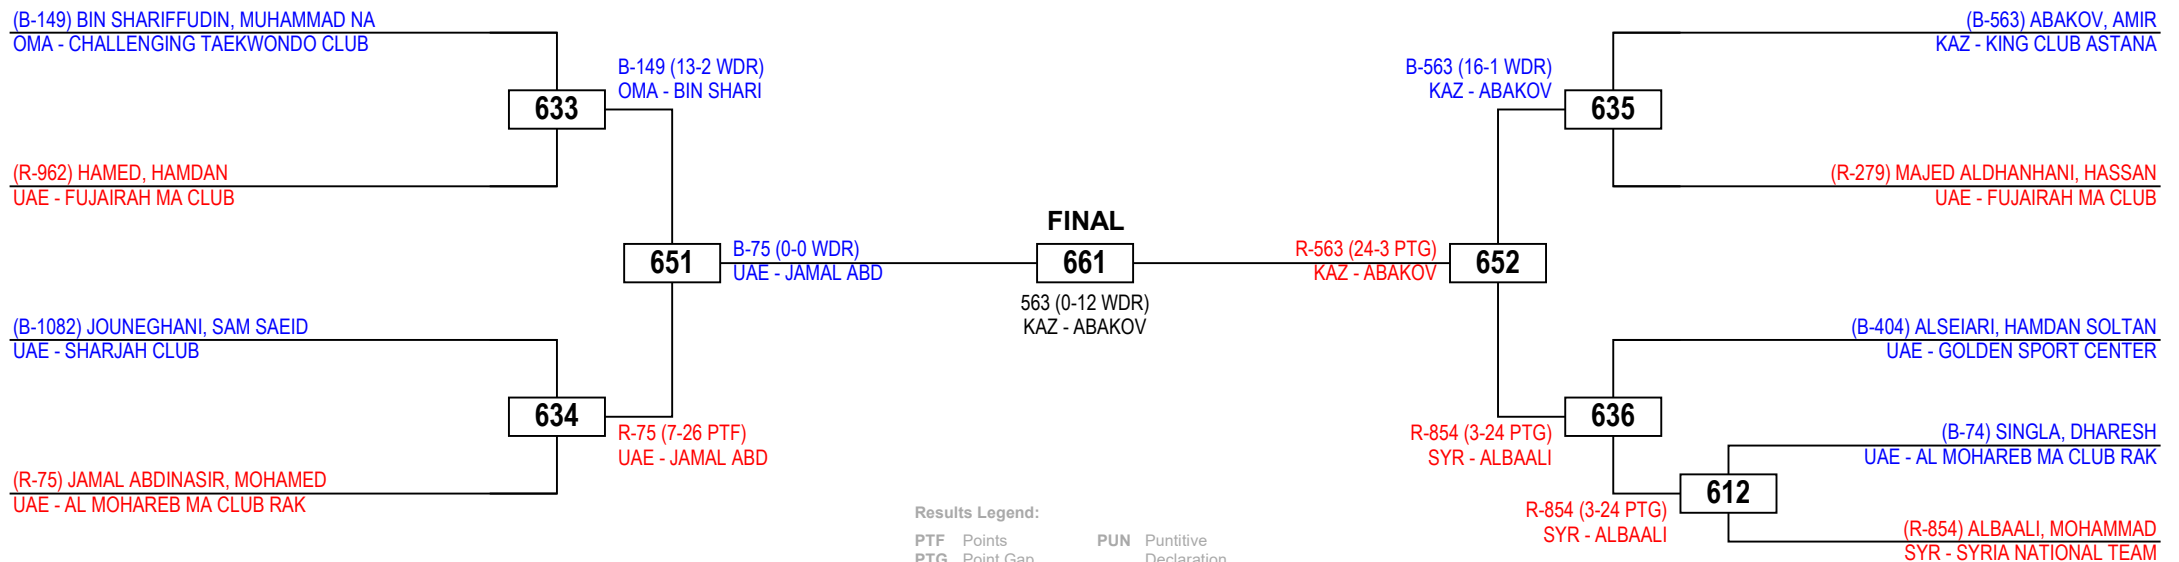 (B-149) BIN SHARIFFUDIN, MUHAMMAD NA
OMA - CHALLENGING TAEKWONDO CLUB
B-149 (13-2 WDR)
OMA - BIN SHARI
633
(R-962) HAMED, HAMDAN
UAE - FUJAIRAH MA CLUB
651
B-75 (0-0 WDR)
UAE - JAMAL ABD
(B-1082) JOUNEGHANI, SAM SAEID
UAE - SHARJAH CLUB
634
R-75 (7-26 PTF)
UAE - JAMAL ABD
(R-75) JAMAL ABDINASIR, MOHAMED
UAE - AL MOHAREB MA CLUB RAK
FINAL
661
563 (0-12 WDR)
KAZ - ABAKOV
(B-563) ABAKOV, AMIR
KAZ - KING CLUB ASTANA
B-563 (16-1 WDR)
KAZ - ABAKOV
635
(R-279) MAJED ALDHANHANI, HASSAN
UAE - FUJAIRAH MA CLUB
R-563 (24-3 PTG)
KAZ - ABAKOV
652
(B-404) ALSEIARI, HAMDAN SOLTAN
UAE - GOLDEN SPORT CENTER
636
R-854 (3-24 PTG)
SYR - ALBAALI
(B-74) SINGLA, DHARESH
UAE - AL MOHAREB MA CLUB RAK
612
R-854 (3-24 PTG)
SYR - ALBAALI
(R-854) ALBAALI, MOHAMMAD
SYR - SYRIA NATIONAL TEAM
Results Legend:
PTF Points
PTG Point Gap
PUN Puntitive
Declaration